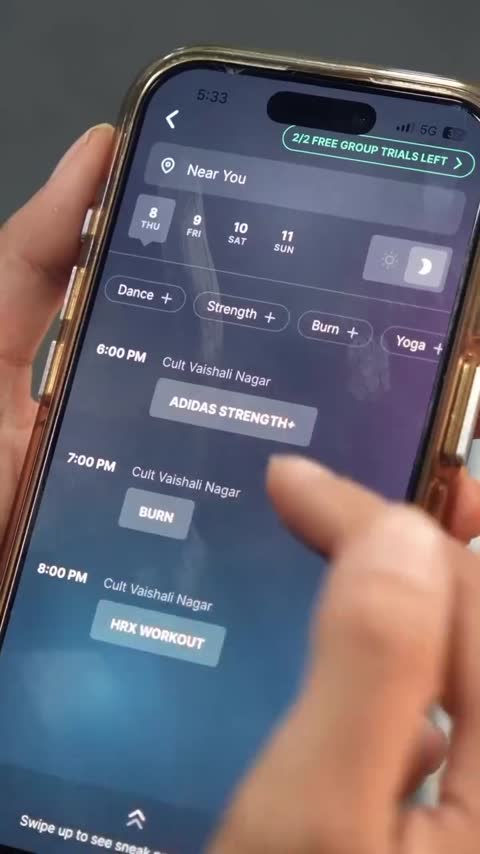 5:33
5G 32
2/2 FREE GROUP TRIALS LEFT >
Near You
8 9 10 11
THU FRI SAT SUN
Dance + Strength + Burn + Yoga +
6:00 PM Cult Vaishali Nagar
ADIDAS STRENGTH+
7:00 PM Cult Vaishali Nagar
BURN
8:00 PM Cult Vaishali Nagar
HRX WORKOUT
Swipe up to see sneak